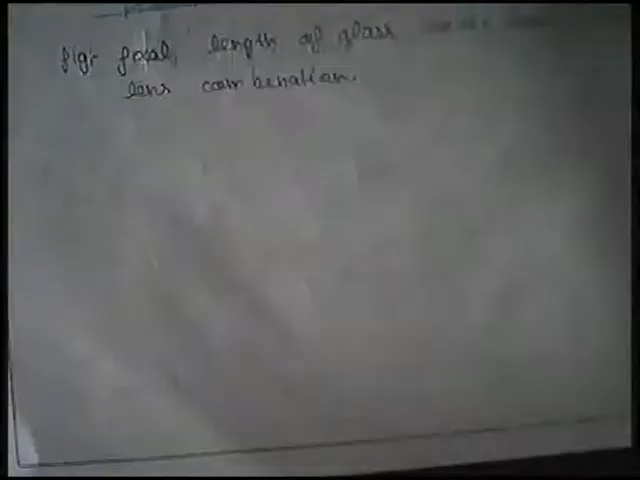 fig:- focal, length of glass
lens combination.